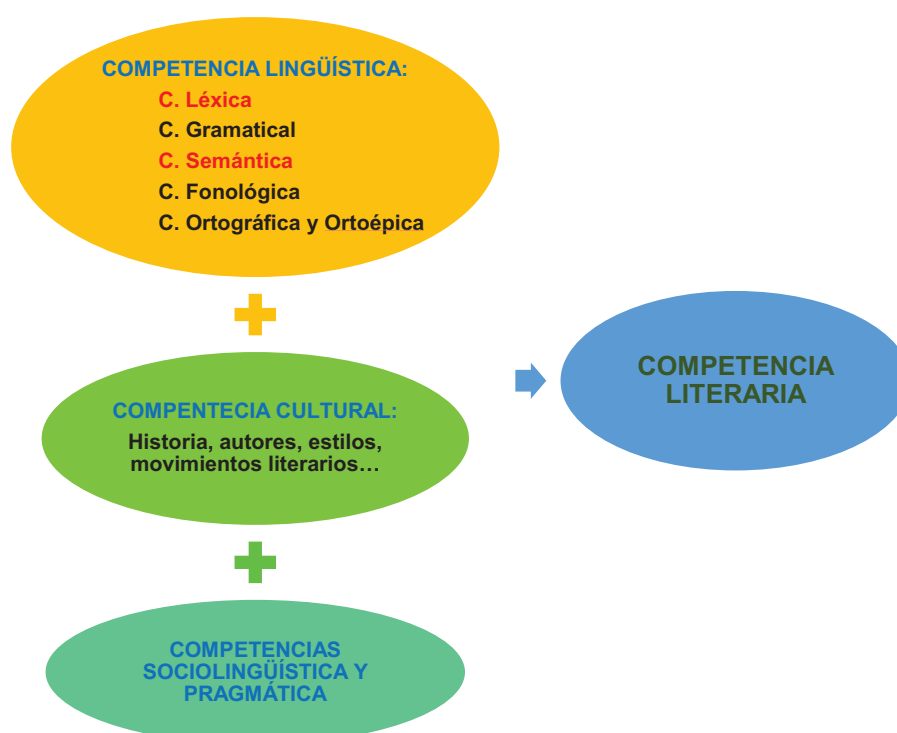 COMPETENCIA LINGÜÍSTICA:
C. Léxica
C. Gramatical
C. Semántica
C. Fonológica
C. Ortográfica y Ortoépica
COMPENTECIA CULTURAL:
Historia, autores, estilos,
movimientos literarios…
COMPETENCIAS
SOCIOLINGÜÍSTICA Y
PRAGMÁTICA
COMPETENCIA
LITERARIA